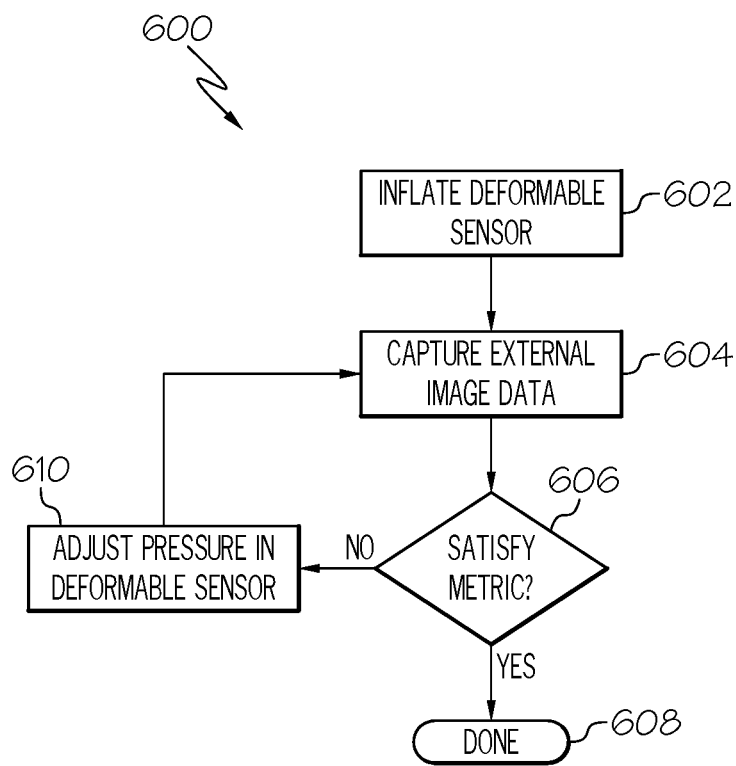 600
INFLATE DEFORMABLE
SENSOR
602
CAPTURE EXTERNAL
IMAGE DATA
604
610
606
ADJUST PRESSURE IN
DEFORMABLE SENSOR
NO
SATISFY
METRIC?
YES
DONE
608